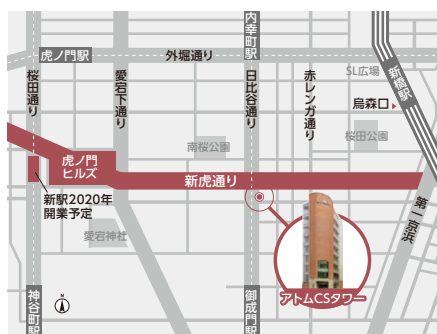 内幸町駅
虎ノ門駅
外堀通り
桜田通り
愛宕下通り
日比谷通り
赤レンガ通り
SL広場
新橋駅
烏森口
南桜公園
桜田公園
虎ノ門
ヒルズ
新虎通り
新駅2020年
開業予定
第一京浜
愛宕神社
アトムCSタワー
N
神谷町駅
御成門駅